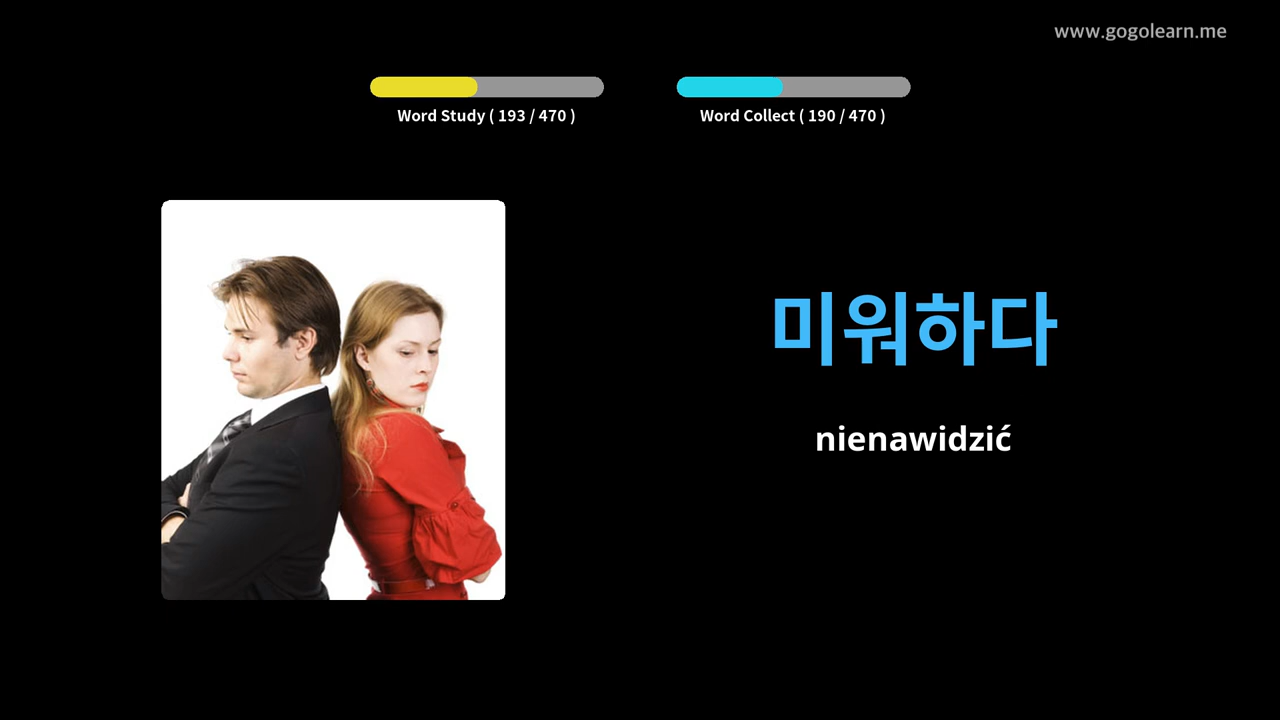 www.gogolearn.me
Word Study ( 193 / 470 )
Word Collect ( 190 / 470 )
미워하다
nienawidzić